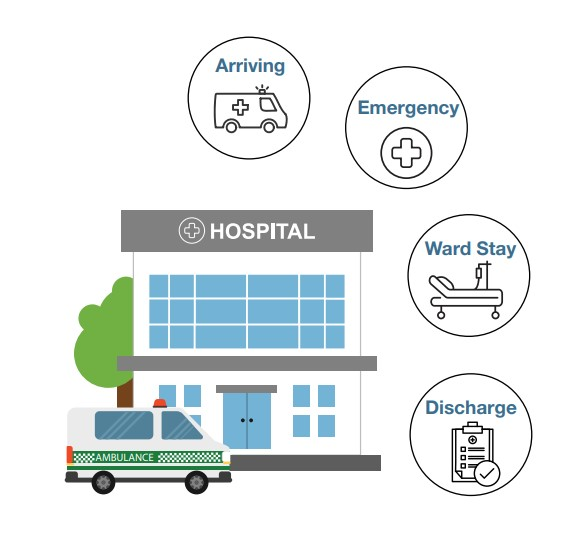 Arriving
Emergency
HOSPITAL
Ward Stay
Discharge
AMBULANCE